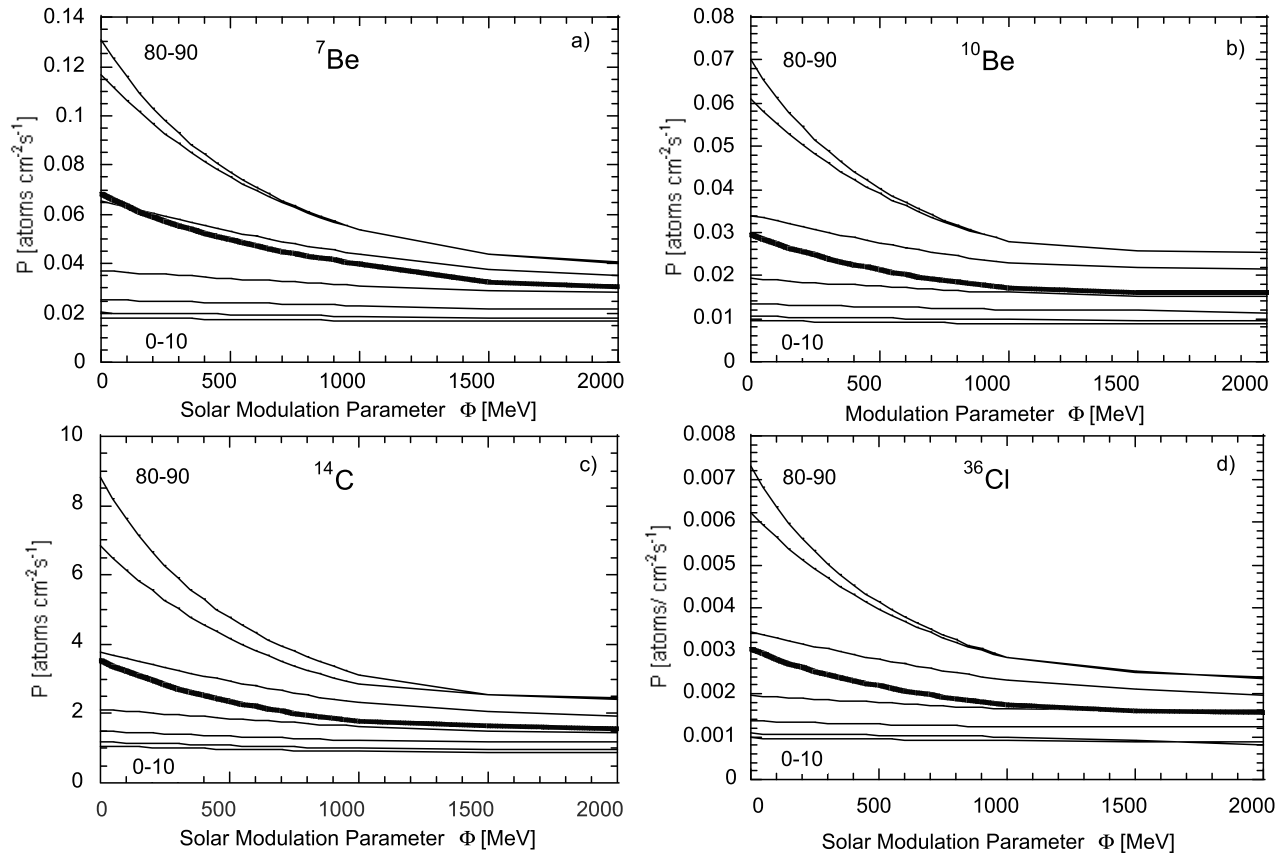 a)
⁷Be
80-90
0.14
0.12
0.1
0.08
0.06
0.04
0.02
0
P [atoms cm⁻²s⁻¹]
0-10
0 500 1000 1500 2000
Solar Modulation Parameter Φ [MeV]
b)
¹⁰Be
80-90
0.08
0.07
0.06
0.05
0.04
0.03
0.02
0.01
0
P [atoms cm⁻²s⁻¹]
0-10
0 500 1000 1500 2000
Modulation Parameter Φ [MeV]
c)
¹⁴C
80-90
10
8
6
4
2
0
P [atoms cm⁻²s⁻¹]
0-10
0 500 1000 1500 2000
Solar Modulation Parameter Φ [MeV]
d)
³⁶Cl
80-90
0.008
0.007
0.006
0.005
0.004
0.003
0.002
0.001
0
P [atoms/ cm⁻²s⁻¹]
0-10
0 500 1000 1500 2000
Solar Modulation Parameter Φ [MeV]